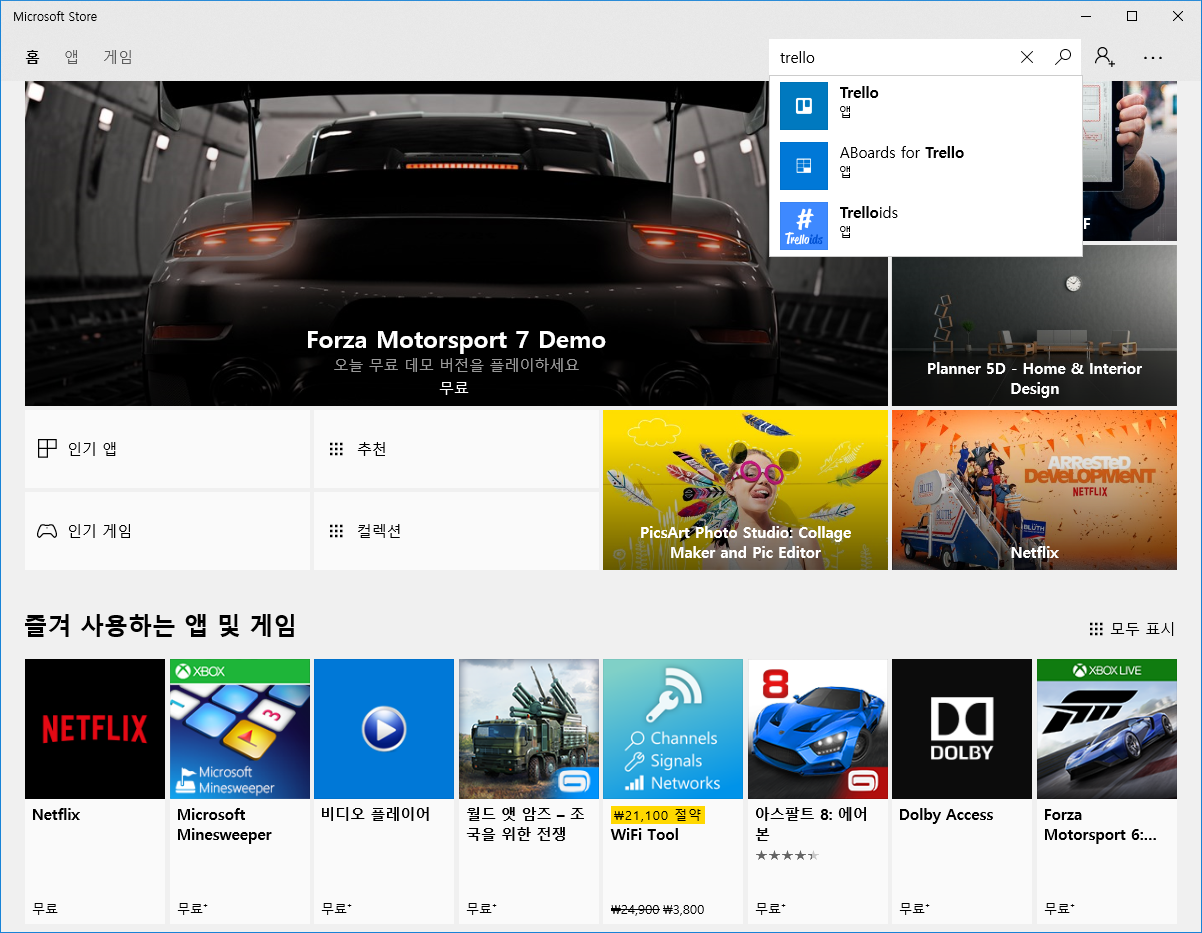 Microsoft Store
홈 앱 게임
trello
Trello
앱
ABoards for Trello
앱
#
Trelloids
Trelloids
앱
F
Forza Motorsport 7 Demo
오늘 무료 데모 버전을 플레이하세요
무료
Planner 5D - Home & Interior
Design
인기 앱
추천
인기 게임
컬렉션
PicsArt Photo Studio: Collage
Maker and Pic Editor
ARReSTeD
DeVeLOPMeNT
NETFLIX
BLÜTH
BLÜTH
Netflix
즐겨 사용하는 앱 및 게임
모두 표시
NETFLIX
Netflix
무료
XBOX
1
3
Microsoft
Minesweeper
Microsoft
Minesweeper
무료+
비디오 플레이어
무료+
월드 앳 암즈 – 조
국을 위한 전쟁
무료+
Channels
Signals
Networks
₩21,100 절약
WiFi Tool
₩24,900 ₩3,800
8
아스팔트 8: 에어
본
무료+
DOLBY
Dolby Access
무료+
XBOX LIVE
Forza
Motorsport 6:...
무료+